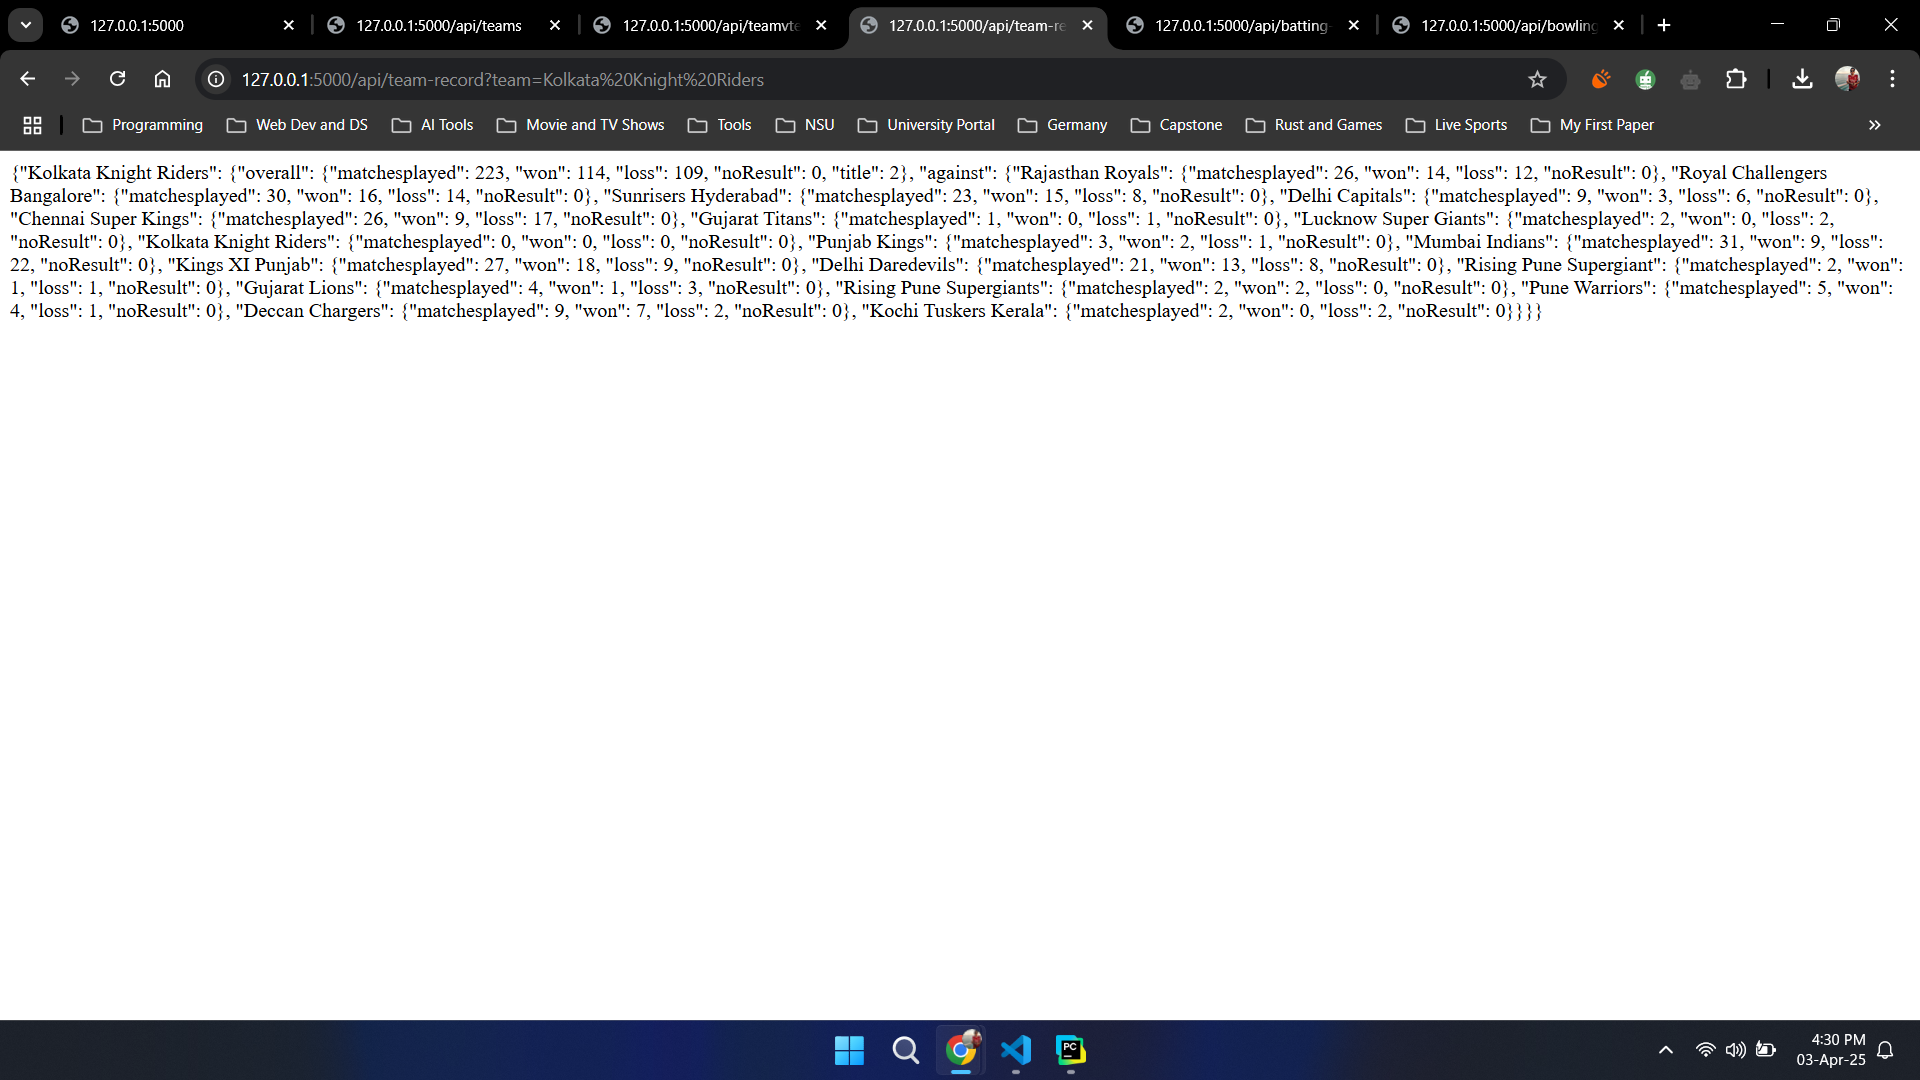 127.0.0.1:5000
127.0.0.1:5000/api/teams
127.0.0.1:5000/api/teamvte
127.0.0.1:5000/api/team-re
127.0.0.1:5000/api/batting-
127.0.0.1:5000/api/bowling
127.0.0.1:5000/api/team-record?team=Kolkata%20Knight%20Riders
Programming
Web Dev and DS
AI Tools
Movie and TV Shows
Tools
NSU
University Portal
Germany
Capstone
Rust and Games
Live Sports
My First Paper
{"Kolkata Knight Riders": {"overall": {"matchesplayed": 223, "won": 114, "loss": 109, "noResult": 0, "title": 2}, "against": {"Rajasthan Royals": {"matchesplayed": 26, "won": 14, "loss": 12, "noResult": 0}, "Royal Challengers
Bangalore": {"matchesplayed": 30, "won": 16, "loss": 14, "noResult": 0}, "Sunrisers Hyderabad": {"matchesplayed": 23, "won": 15, "loss": 8, "noResult": 0}, "Delhi Capitals": {"matchesplayed": 9, "won": 3, "loss": 6, "noResult": 0},
"Chennai Super Kings": {"matchesplayed": 26, "won": 9, "loss": 17, "noResult": 0}, "Gujarat Titans": {"matchesplayed": 1, "won": 0, "loss": 1, "noResult": 0}, "Lucknow Super Giants": {"matchesplayed": 2, "won": 0, "loss": 2,
"noResult": 0}, "Kolkata Knight Riders": {"matchesplayed": 0, "won": 0, "loss": 0, "noResult": 0}, "Punjab Kings": {"matchesplayed": 3, "won": 2, "loss": 1, "noResult": 0}, "Mumbai Indians": {"matchesplayed": 31, "won": 9, "loss":
22, "noResult": 0}, "Kings XI Punjab": {"matchesplayed": 27, "won": 18, "loss": 9, "noResult": 0}, "Delhi Daredevils": {"matchesplayed": 21, "won": 13, "loss": 8, "noResult": 0}, "Rising Pune Supergiant": {"matchesplayed": 2, "won":
1, "loss": 1, "noResult": 0}, "Gujarat Lions": {"matchesplayed": 4, "won": 1, "loss": 3, "noResult": 0}, "Rising Pune Supergiants": {"matchesplayed": 2, "won": 2, "loss": 0, "noResult": 0}, "Pune Warriors": {"matchesplayed": 5, "won":
4, "loss": 1, "noResult": 0}, "Deccan Chargers": {"matchesplayed": 9, "won": 7, "loss": 2, "noResult": 0}, "Kochi Tuskers Kerala": {"matchesplayed": 2, "won": 0, "loss": 2, "noResult": 0}}}}
PC
4:30 PM
03-Apr-25